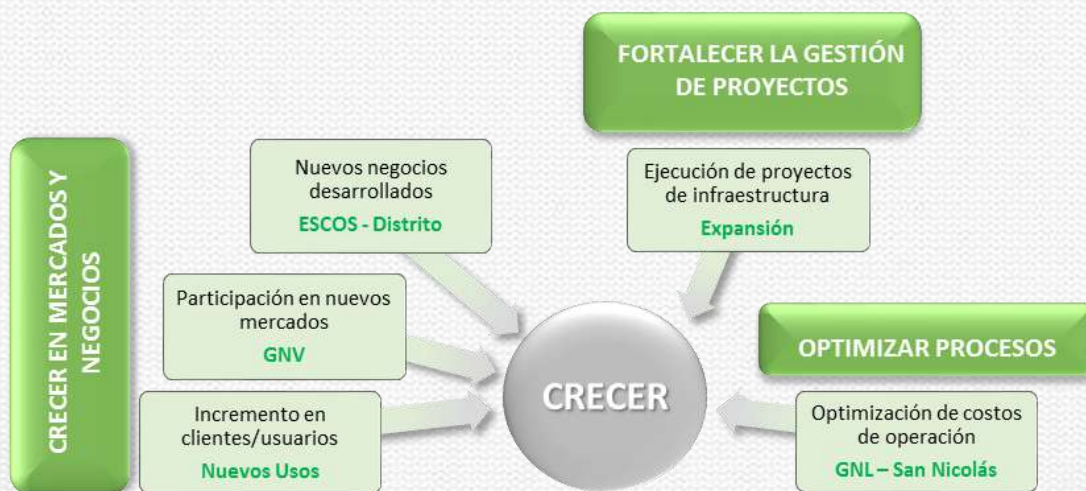 FORTALECER LA GESTIÓN
DE PROYECTOS
CRECER EN MERCADOS Y
NEGOCIOS
Nuevos negocios
desarrollados
ESCOS - Distrito
Ejecución de proyectos
de infraestructura
Expansión
Participación en nuevos
mercados
GNV
OPTIMIZAR PROCESOS
CRECER
Incremento en
clientes/usuarios
Nuevos Usos
Optimización de costos
de operación
GNL – San Nicolás